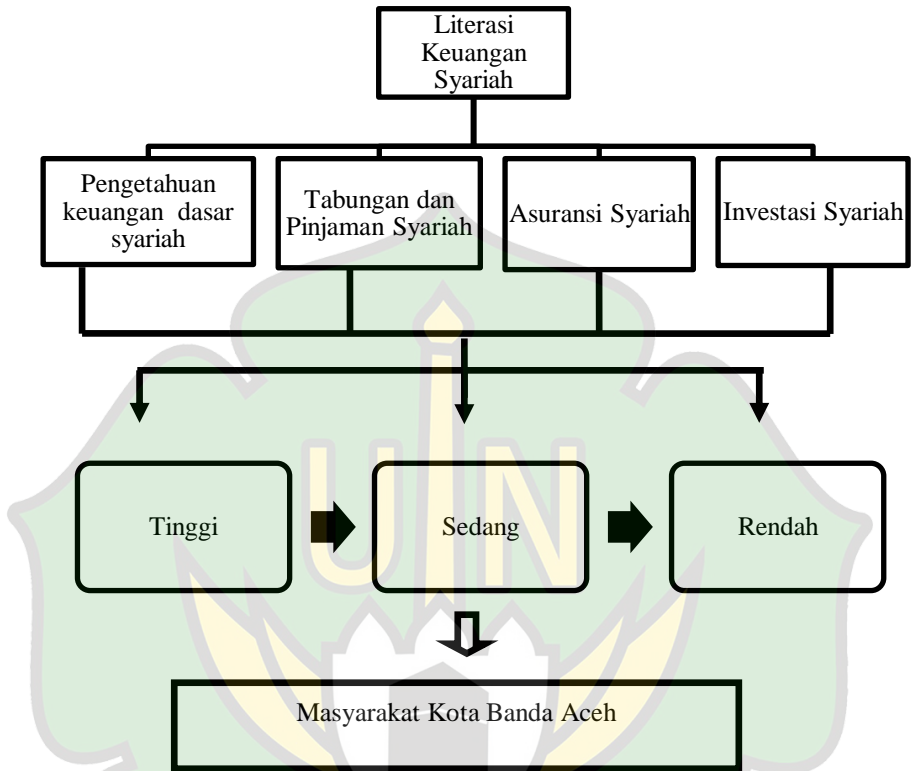 Literasi
Keuangan
Syariah
Pengetahuan
keuangan dasar
syariah
Tabungan dan
Pinjaman Syariah
Asuransi Syariah
Investasi Syariah
UIN
Tinggi
Sedang
Rendah
Masyarakat Kota Banda Aceh